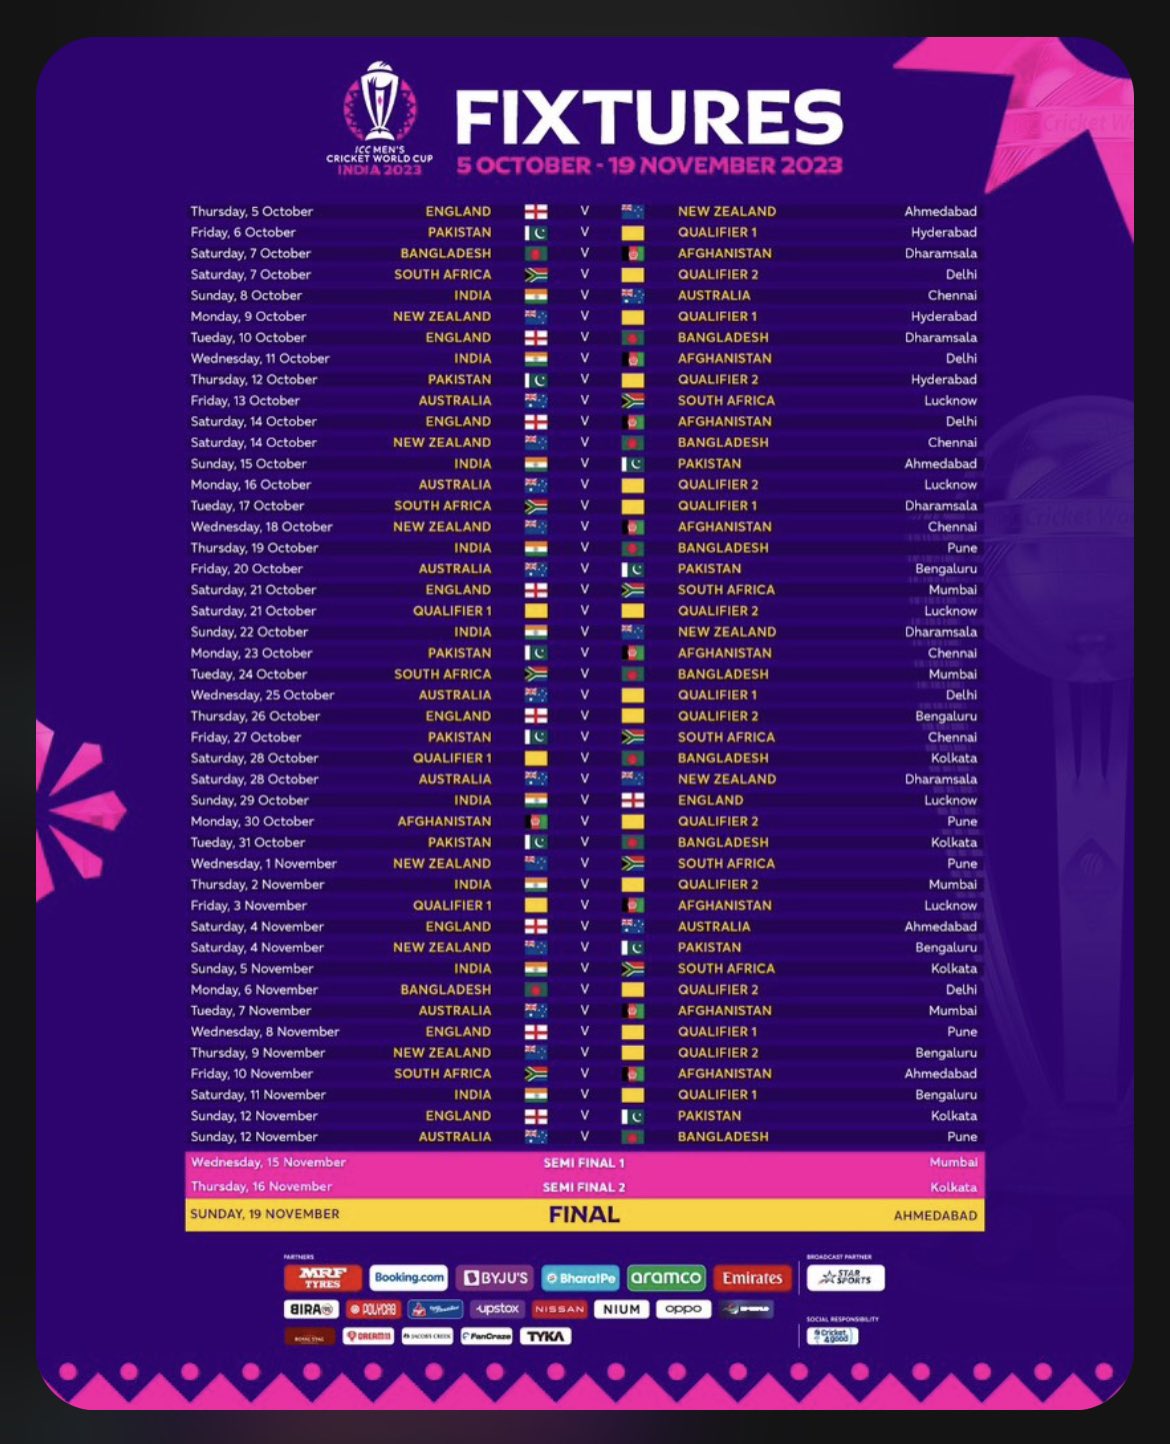 FIXTURES
ICC MEN'S
CRICKET WORLD CUP
INDIA 2023
5 OCTOBER - 19 NOVEMBER 2023
Thursday, 5 October ENGLAND V NEW ZEALAND Ahmedabad
Friday, 6 October PAKISTAN V QUALIFIER 1 Hyderabad
Saturday, 7 October BANGLADESH V AFGHANISTAN Dharamsala
Saturday, 7 October SOUTH AFRICA V QUALIFIER 2 Delhi
Sunday, 8 October INDIA V AUSTRALIA Chennai
Monday, 9 October NEW ZEALAND V QUALIFIER 1 Hyderabad
Tueday, 10 October ENGLAND V BANGLADESH Dharamsala
Wednesday, 11 October INDIA V AFGHANISTAN Delhi
Thursday, 12 October PAKISTAN V QUALIFIER 2 Hyderabad
Friday, 13 October AUSTRALIA V SOUTH AFRICA Lucknow
Saturday, 14 October ENGLAND V AFGHANISTAN Delhi
Saturday, 14 October NEW ZEALAND V BANGLADESH Chennai
Sunday, 15 October INDIA V PAKISTAN Ahmedabad
Monday, 16 October AUSTRALIA V QUALIFIER 2 Lucknow
Tueday, 17 October SOUTH AFRICA V QUALIFIER 1 Dharamsala
Wednesday, 18 October NEW ZEALAND V AFGHANISTAN Chennai
Thursday, 19 October INDIA V BANGLADESH Pune
Friday, 20 October AUSTRALIA V PAKISTAN Bengaluru
Saturday, 21 October ENGLAND V SOUTH AFRICA Mumbai
Saturday, 21 October QUALIFIER 1 V QUALIFIER 2 Lucknow
Sunday, 22 October INDIA V NEW ZEALAND Dharamsala
Monday, 23 October PAKISTAN V AFGHANISTAN Chennai
Tueday, 24 October SOUTH AFRICA V BANGLADESH Mumbai
Wednesday, 25 October AUSTRALIA V QUALIFIER 1 Delhi
Thursday, 26 October ENGLAND V QUALIFIER 2 Bengaluru
Friday, 27 October PAKISTAN V SOUTH AFRICA Chennai
Saturday, 28 October QUALIFIER 1 V BANGLADESH Kolkata
Saturday, 28 October AUSTRALIA V NEW ZEALAND Dharamsala
Sunday, 29 October INDIA V ENGLAND Lucknow
Monday, 30 October AFGHANISTAN V QUALIFIER 2 Pune
Tueday, 31 October PAKISTAN V BANGLADESH Kolkata
Wednesday, 1 November NEW ZEALAND V SOUTH AFRICA Pune
Thursday, 2 November INDIA V QUALIFIER 2 Mumbai
Friday, 3 November QUALIFIER 1 V AFGHANISTAN Lucknow
Saturday, 4 November ENGLAND V AUSTRALIA Ahmedabad
Saturday, 4 November NEW ZEALAND V PAKISTAN Bengaluru
Sunday, 5 November INDIA V SOUTH AFRICA Kolkata
Monday, 6 November BANGLADESH V QUALIFIER 2 Delhi
Tueday, 7 November AUSTRALIA V AFGHANISTAN Mumbai
Wednesday, 8 November ENGLAND V QUALIFIER 1 Pune
Thursday, 9 November NEW ZEALAND V QUALIFIER 2 Bengaluru
Friday, 10 November SOUTH AFRICA V AFGHANISTAN Ahmedabad
Saturday, 11 November INDIA V QUALIFIER 1 Bengaluru
Sunday, 12 November ENGLAND V PAKISTAN Kolkata
Sunday, 12 November AUSTRALIA V BANGLADESH Pune
Wednesday, 15 November SEMI FINAL 1 Mumbai
Thursday, 16 November SEMI FINAL 2 Kolkata
SUNDAY, 19 NOVEMBER FINAL AHMEDABAD
PARTNERS BROADCAST PARTNER
MRF TYRES Booking.com BYJU'S BharatPe aramco Emirates STAR SPORTS
BIRA 91 POLYCAB upstox NISSAN NIUM oppo
SOCIAL RESPONSIBILITY
ROYAL STAG DREAM11 JACOB'S CREEK FanCraze TYKA Cricket 4 good